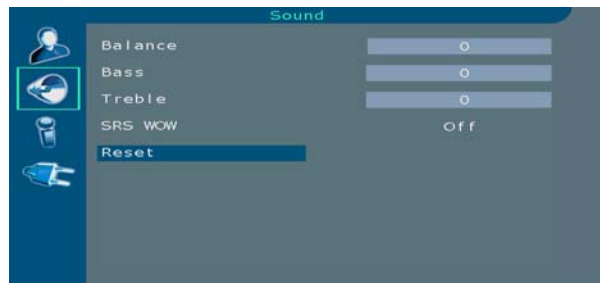 Sound
Balance 0
Bass 0
Treble 0
SRS WOW Off
Reset